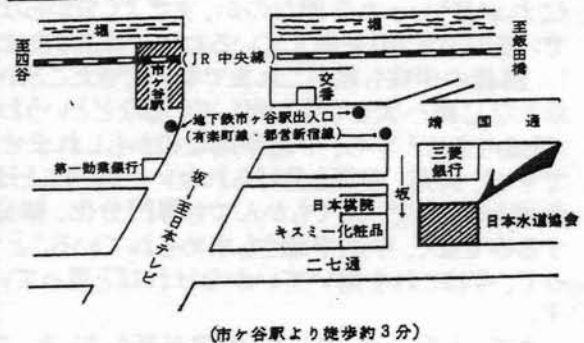 堀
堀
至四谷
(JR中央線)
至飯田橋
市ヶ谷駅
交番
地下鉄市ヶ谷駅出入口
(有楽町線・都営新宿線)
靖国通
第一勧業銀行
三菱銀行
坂→至日本テレビ
坂→
日本棋院
キスミー化粧品
日本水道協会
二七通
(市ヶ谷駅より徒歩約3分)